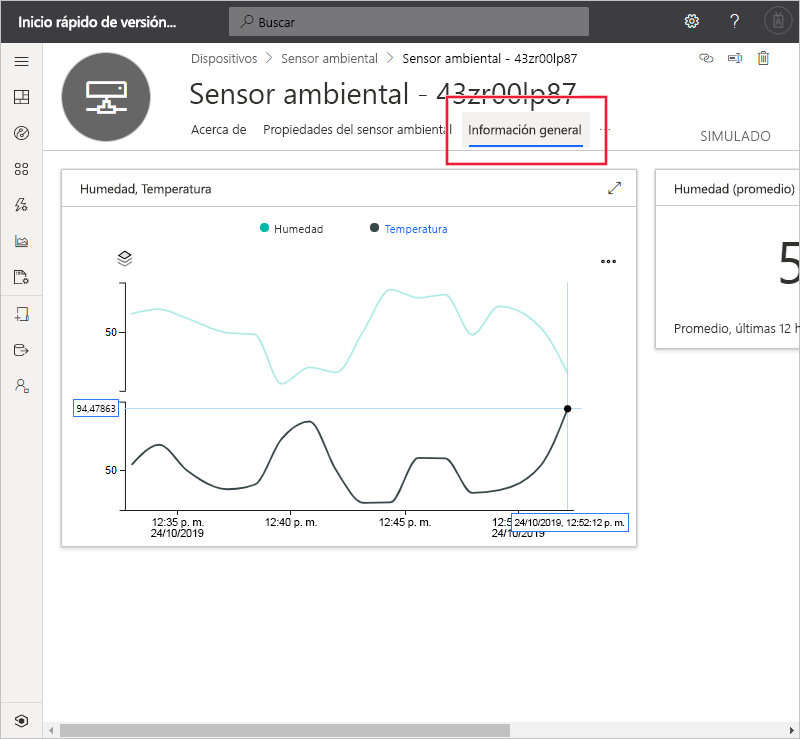 Inicio rápido de versión...
Buscar
?
Dispositivos > Sensor ambiental > Sensor ambiental - 43zr00lp87
Sensor ambiental - 43zr00lp87
Acerca de Propiedades del sensor ambiental Información general ...
SIMULADO
Humedad, Temperatura
Humedad (promedio)
Humedad Temperatura
5
50
Promedio, últimas 12 h
94,47863
50
12:35 p. m. 12:40 p. m. 12:45 p. m. 12:5
24/10/2019, 12:52:12 p. m.
24/10/2019 24/10/2019